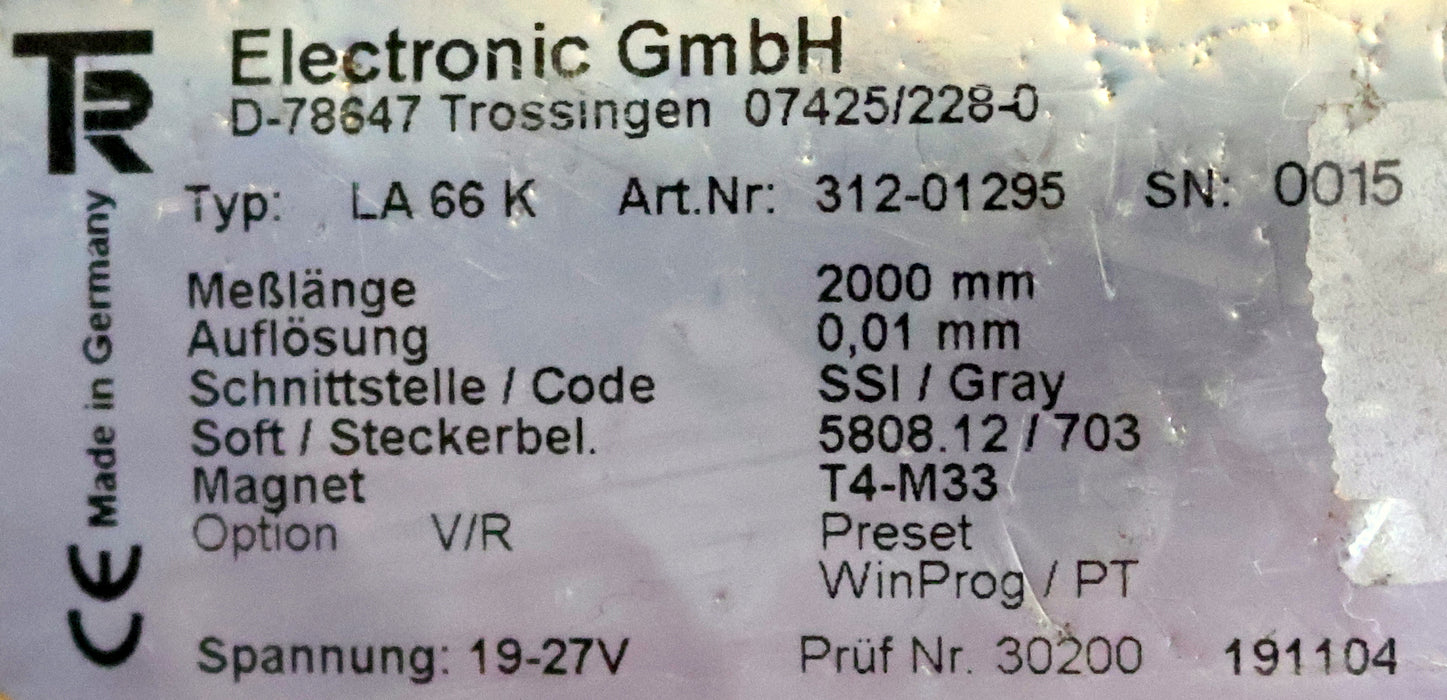 TR Electronic GmbH
D-78647 Trossingen 07425/228-0
Typ: LA 66 K Art.Nr: 312-01295 SN: 0015
Meßlänge 2000 mm
Auflösung 0,01 mm
Schnittstelle / Code SSI / Gray
Soft / Steckerbel. 5808.12 / 703
Magnet T4-M33
Option V/R Preset
WinProg / PT
Spannung: 19-27V Prüf Nr. 30200 191104
Made in Germany
CE